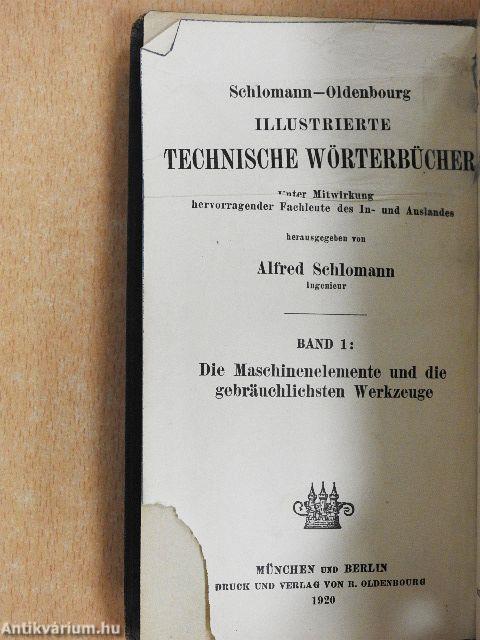 Schlomann—Oldenbourg
ILLUSTRIERTE
TECHNISCHE WÖRTERBÜCHER
Unter Mitwirkung
hervorragender Fachleute des In- und Auslandes
herausgegeben von
Alfred Schlomann
Ingenieur
BAND 1:
Die Maschinenelemente und die
gebräuchlichsten Werkzeuge
MÜNCHEN UND BERLIN
DRUCK UND VERLAG VON R. OLDENBOURG
1920
Antikvárium.hu